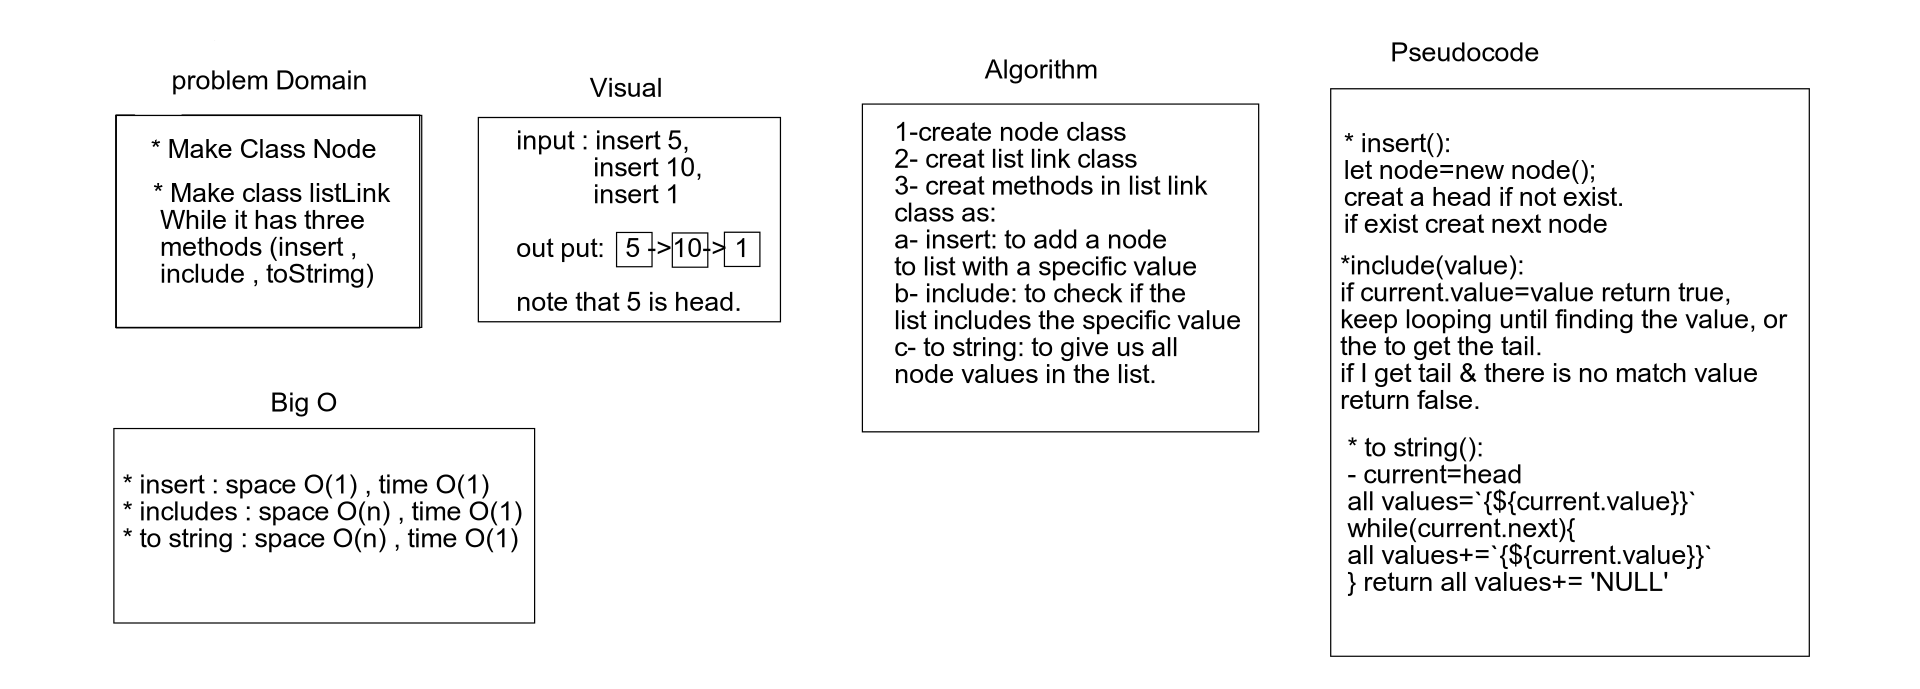 problem Domain
* Make Class Node
* Make class listLink
While it has three
methods (insert ,
include , toStrimg)
Visual
input : insert 5,
insert 10,
insert 1
out put: 5 ->10-> 1
note that 5 is head.
Algorithm
1-create node class
2- creat list link class
3- creat methods in list link
class as:
a- insert: to add a node
to list with a specific value
b- include: to check if the
list includes the specific value
c- to string: to give us all
node values in the list.
Pseudocode
* insert():
let node=new node();
creat a head if not exist.
if exist creat next node
*include(value):
if current.value=value return true,
keep looping until finding the value, or
the to get the tail.
if I get tail & there is no match value
return false.
* to string():
- current=head
all values=`{${current.value}}`
while(current.next){
all values+=`{${current.value}}`
} return all values+= 'NULL'
Big O
* insert : space O(1) , time O(1)
* includes : space O(n) , time O(1)
* to string : space O(n) , time O(1)